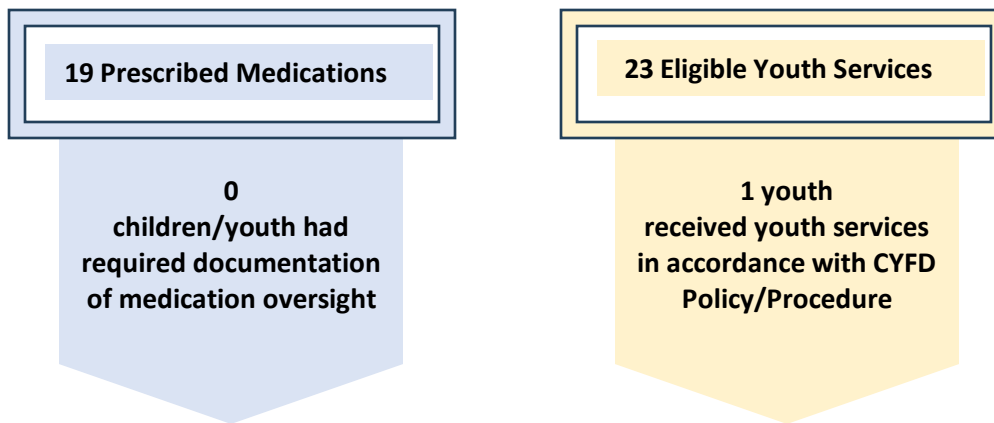 19 Prescribed Medications
0
children/youth had
required documentation
of medication oversight
23 Eligible Youth Services
1 youth
received youth services
in accordance with CYFD
Policy/Procedure